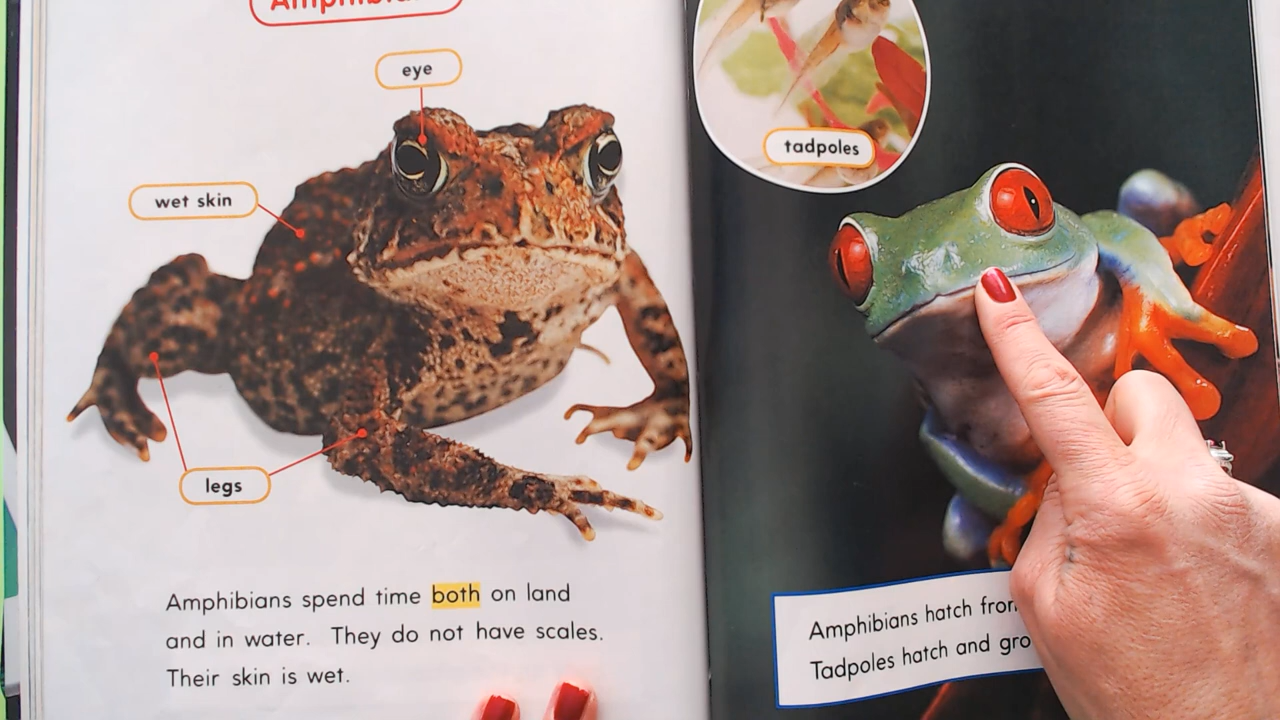 eye
wet skin
legs
Amphibians spend time both on land
and in water. They do not have scales.
Their skin is wet.
tadpoles
Amphibians hatch from
Tadpoles hatch and